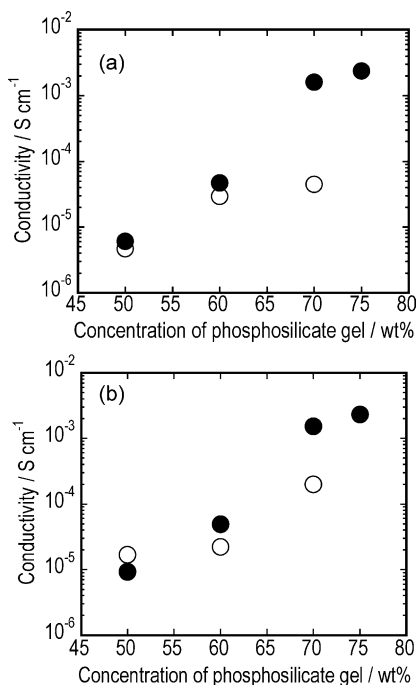 (a)
Conductivity / S cm⁻¹
10⁻²
10⁻³
10⁻⁴
10⁻⁵
10⁻⁶
45 50 55 60 65 70 75 80
Concentration of phosphosilicate gel / wt%
(b)
Conductivity / S cm⁻¹
10⁻²
10⁻³
10⁻⁴
10⁻⁵
10⁻⁶
45 50 55 60 65 70 75 80
Concentration of phosphosilicate gel / wt%